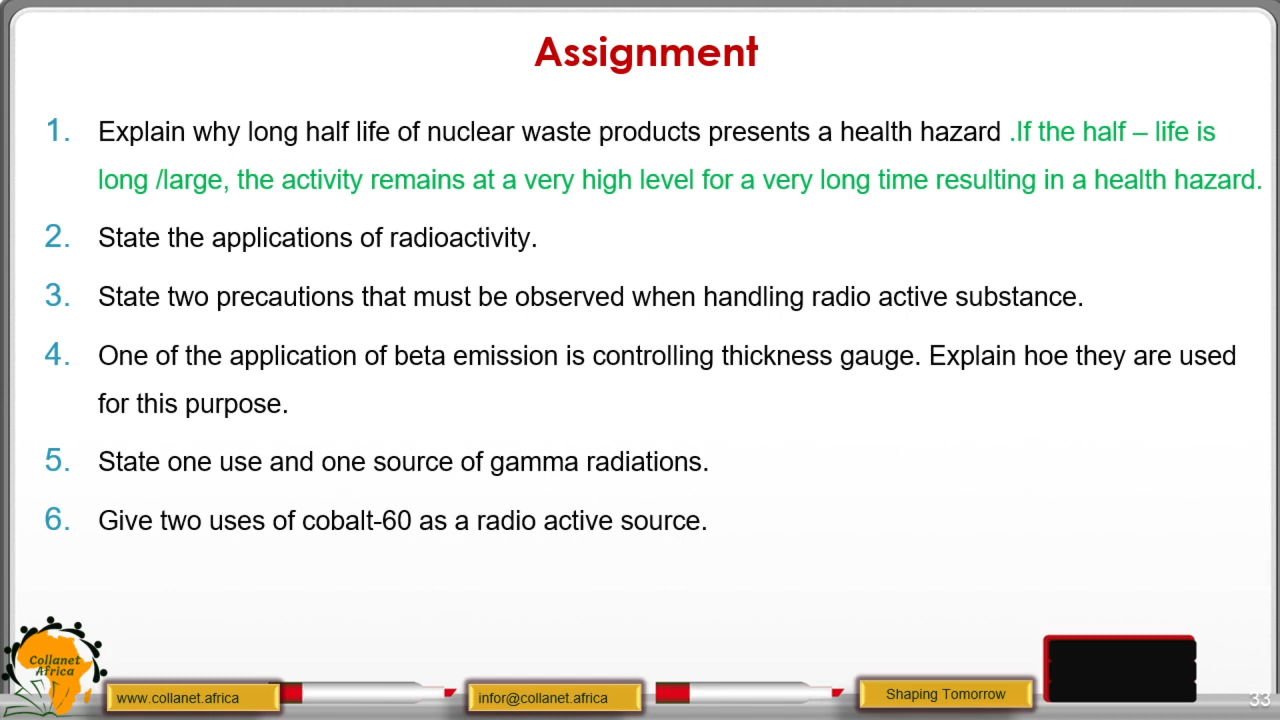 Assignment
1. Explain why long half life of nuclear waste products presents a health hazard .If the half – life is
long /large, the activity remains at a very high level for a very long time resulting in a health hazard.
2. State the applications of radioactivity.
3. State two precautions that must be observed when handling radio active substance.
4. One of the application of beta emission is controlling thickness gauge. Explain hoe they are used
for this purpose.
5. State one use and one source of gamma radiations.
6. Give two uses of cobalt-60 as a radio active source.
Collanet
Africa
www.collanet.africa
infor@collanet.africa
Shaping Tomorrow
33